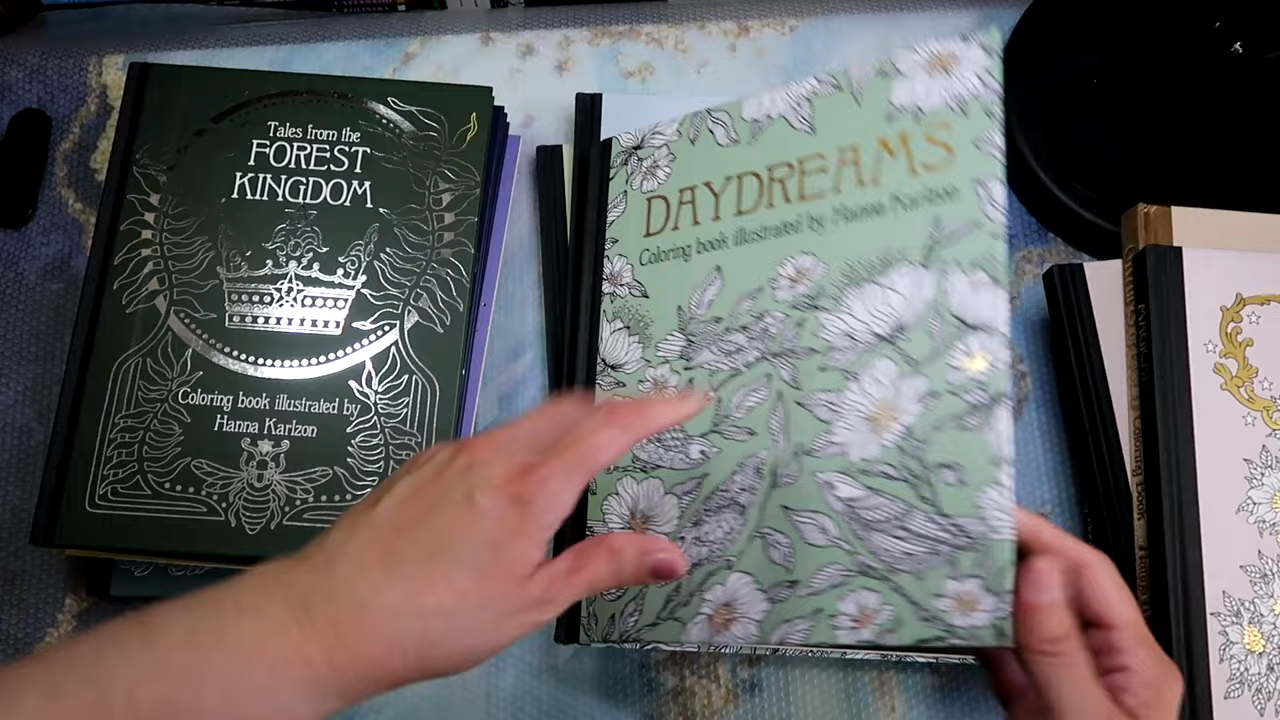 Tales from the
FOREST
KINGDOM
Coloring book illustrated by
Hanna Karlzon
DAYDREAMS
Coloring book illustrated by Hanna Karlzon